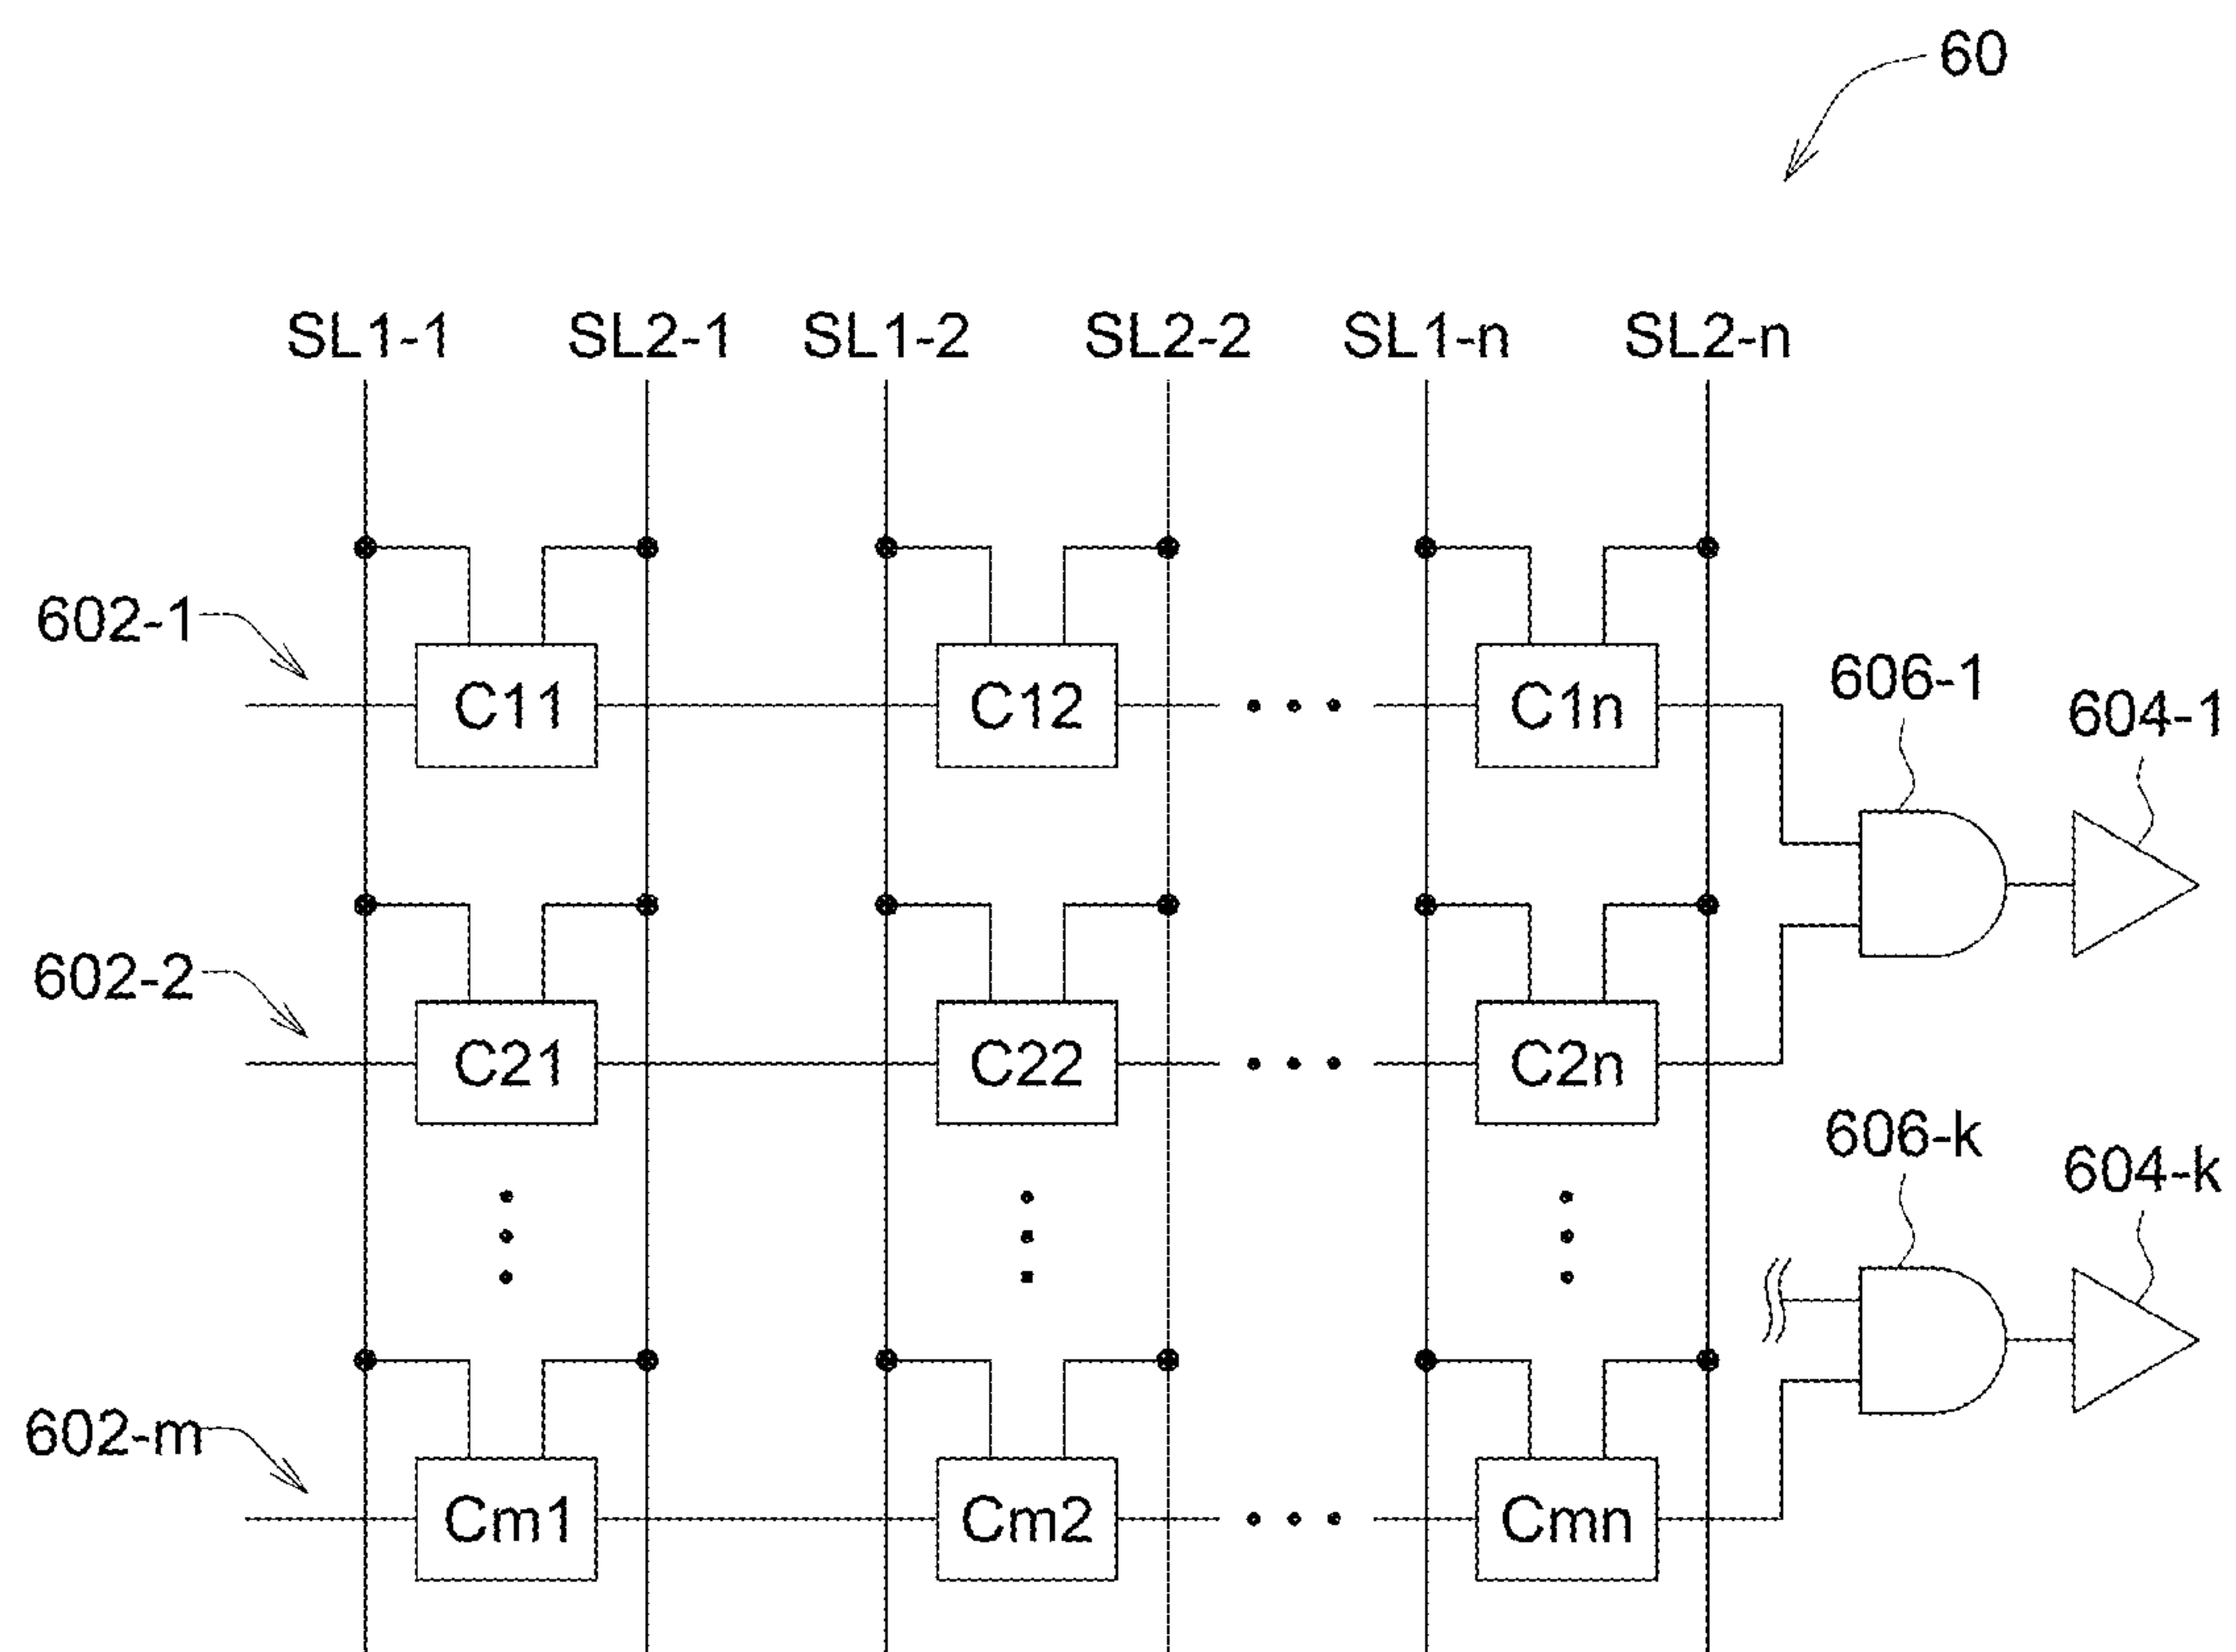 60
SL1-1 SL2-1 SL1-2 SL2-2 SL1-n SL2-n
602-1
C11 C12 C1n
606-1
604-1
602-2
C21 C22 C2n
606-k
604-k
602-m
Cm1 Cm2 Cmn